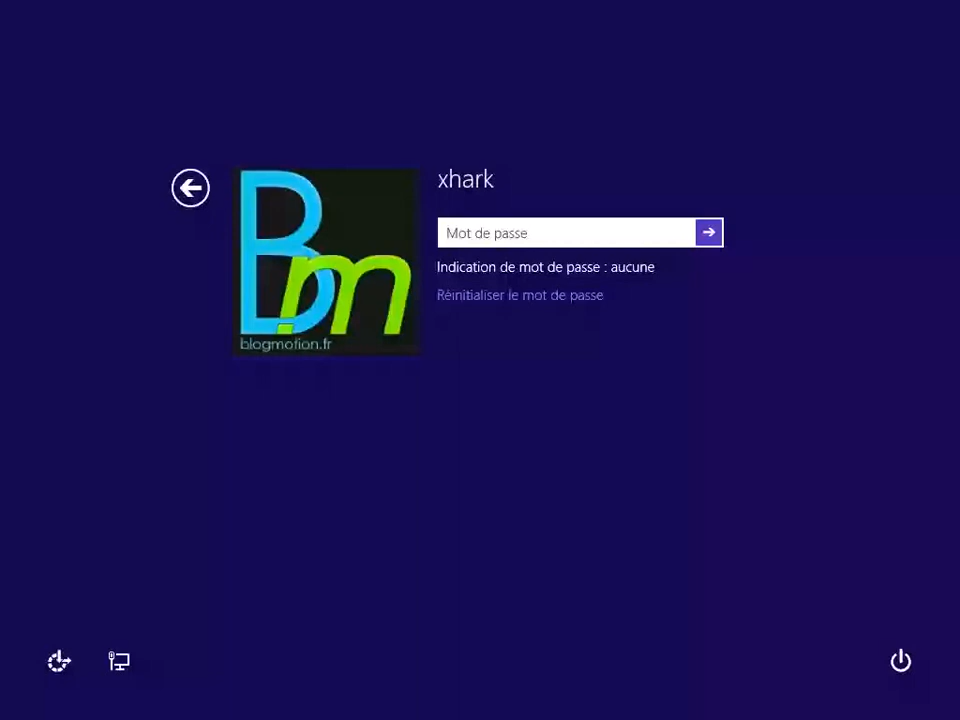 xhark
Mot de passe
Indication de mot de passe : aucune
Réinitialiser le mot de passe
Bm
blogmotion.fr